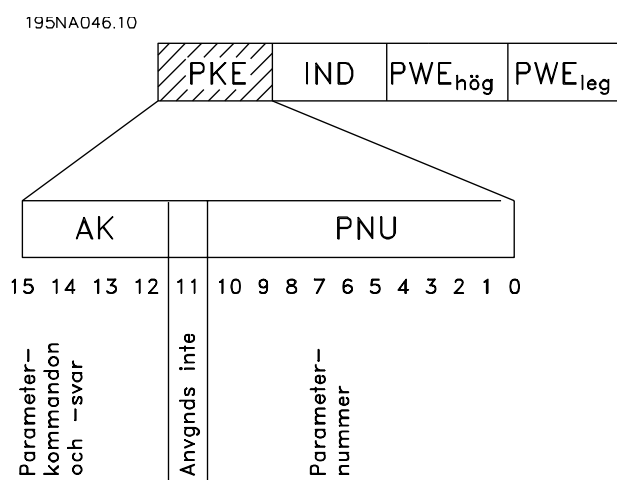 195NA046.10
PKE IND PWEhög PWEleg
AK PNU
15 14 13 12 11 10 9 8 7 6 5 4 3 2 1 0
Parameter-
kommandon
och -svar
Anvgnds inte
Parameter-
nummer